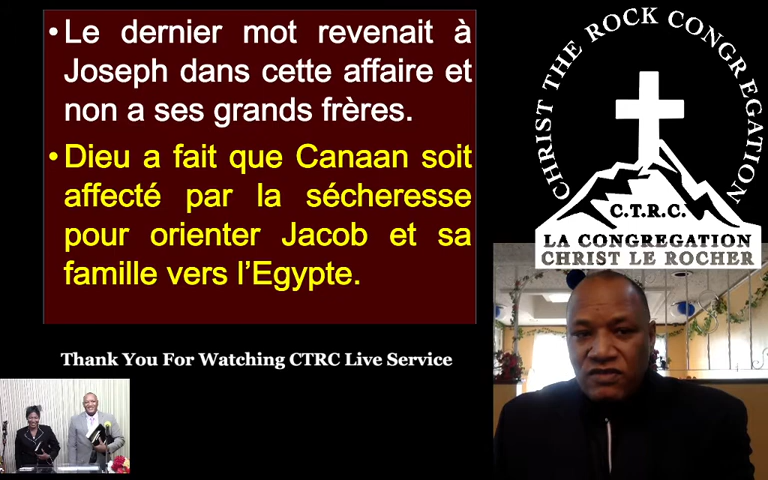 •Le dernier mot revenait à
Joseph dans cette affaire et
non a ses grands frères.
•Dieu a fait que Canaan soit
affecté par la sécheresse
pour orienter Jacob et sa
famille vers l’Egypte.
Thank You For Watching CTRC Live Service
CHRIST THE ROCK CONGREGATION
C.T.R.C.
LA CONGREGATION
CHRIST LE ROCHER